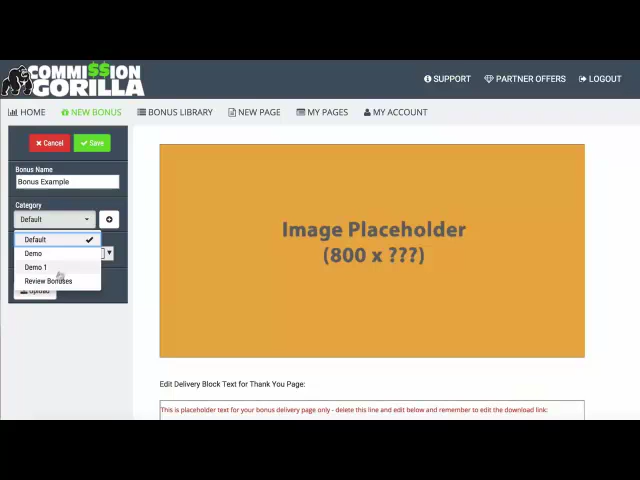 COMMI$$ION
GORILLA
SUPPORT
PARTNER OFFERS
LOGOUT
HOME
NEW BONUS
BONUS LIBRARY
NEW PAGE
MY PAGES
MY ACCOUNT
Cancel
Save
Bonus Name
Bonus Example
Category
Default
Default
Demo
Demo 1
Review Bonuses
Upload
Image Placeholder
(800 x ???)
Edit Delivery Block Text for Thank You Page:
This is placeholder text for your bonus delivery page only - delete this line and edit below and remember to edit the download link: